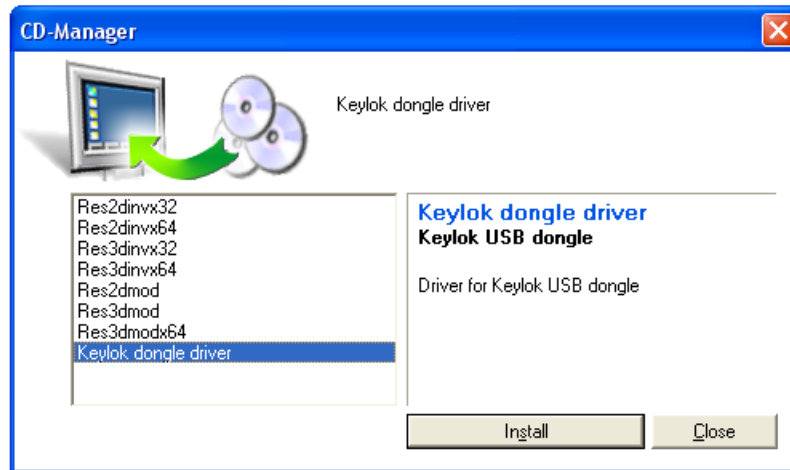 CD-Manager
Keylok dongle driver
Res2dinvx32
Res2dinvx64
Res3dinvx32
Res3dinvx64
Res2dmod
Res3dmod
Res3dmodx64
Keylok dongle driver
Keylok dongle driver
Keylok USB dongle
Driver for Keylok USB dongle
Install
Close